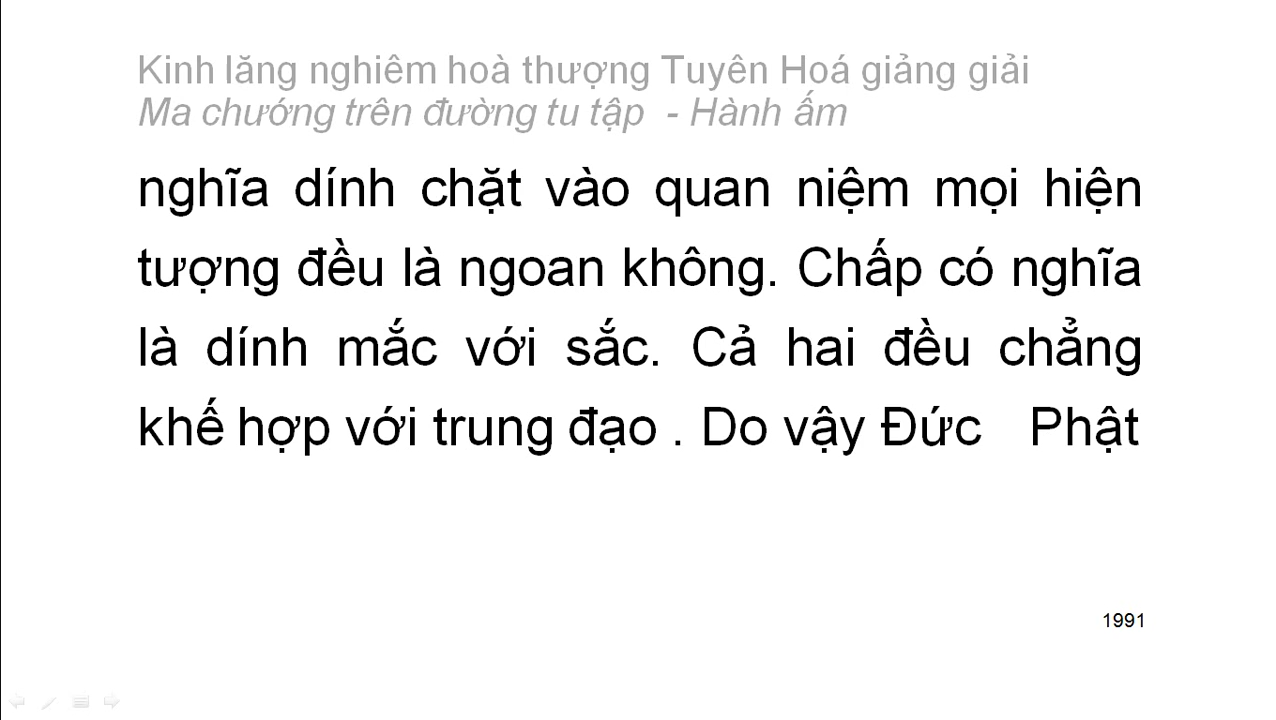 Kinh lăng nghiêm hoà thượng Tuyên Hoá giảng giải
Ma chướng trên đường tu tập - Hành ấm
nghĩa dính chặt vào quan niệm mọi hiện
tượng đều là ngoan không. Chấp có nghĩa
là dính mắc với sắc. Cả hai đều chẳng
khế hợp với trung đạo . Do vậy Đức Phật
1991